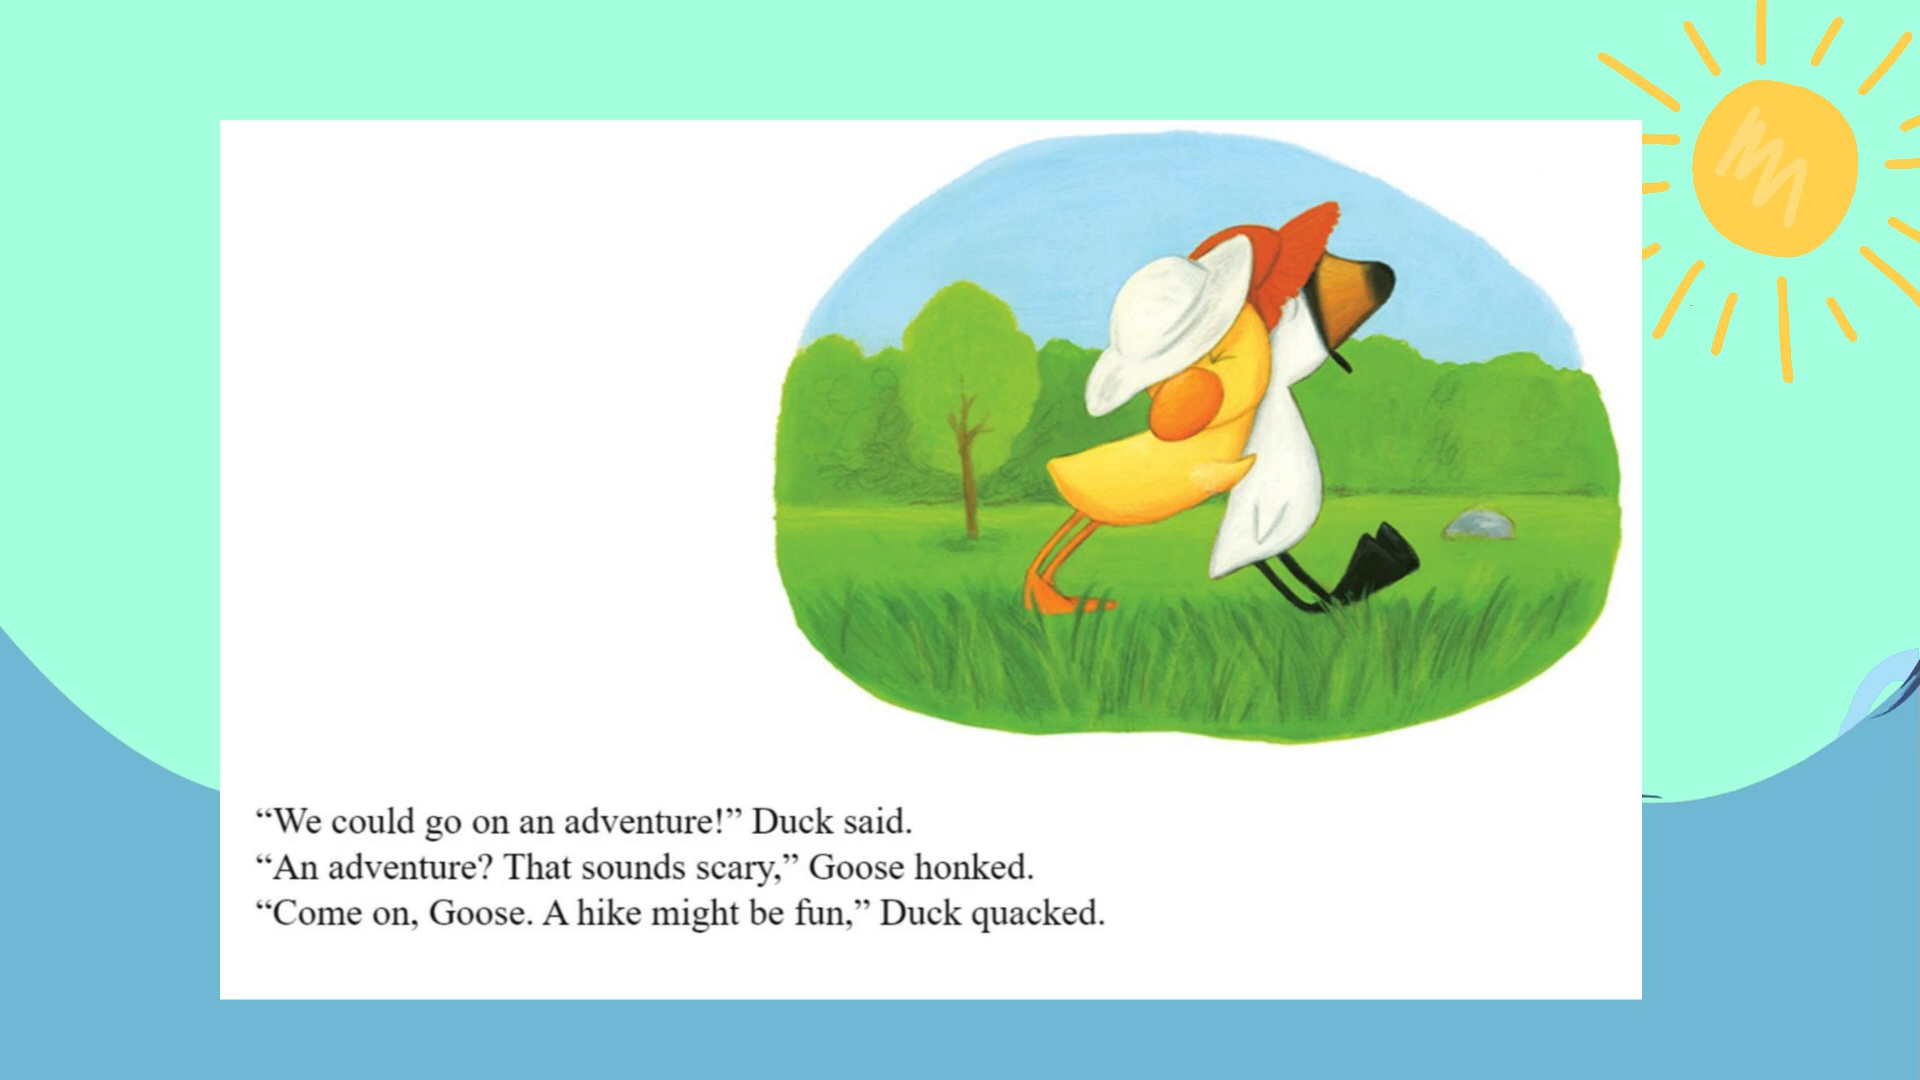 “We could go on an adventure!” Duck said.
“An adventure? That sounds scary,” Goose honked.
“Come on, Goose. A hike might be fun,” Duck quacked.